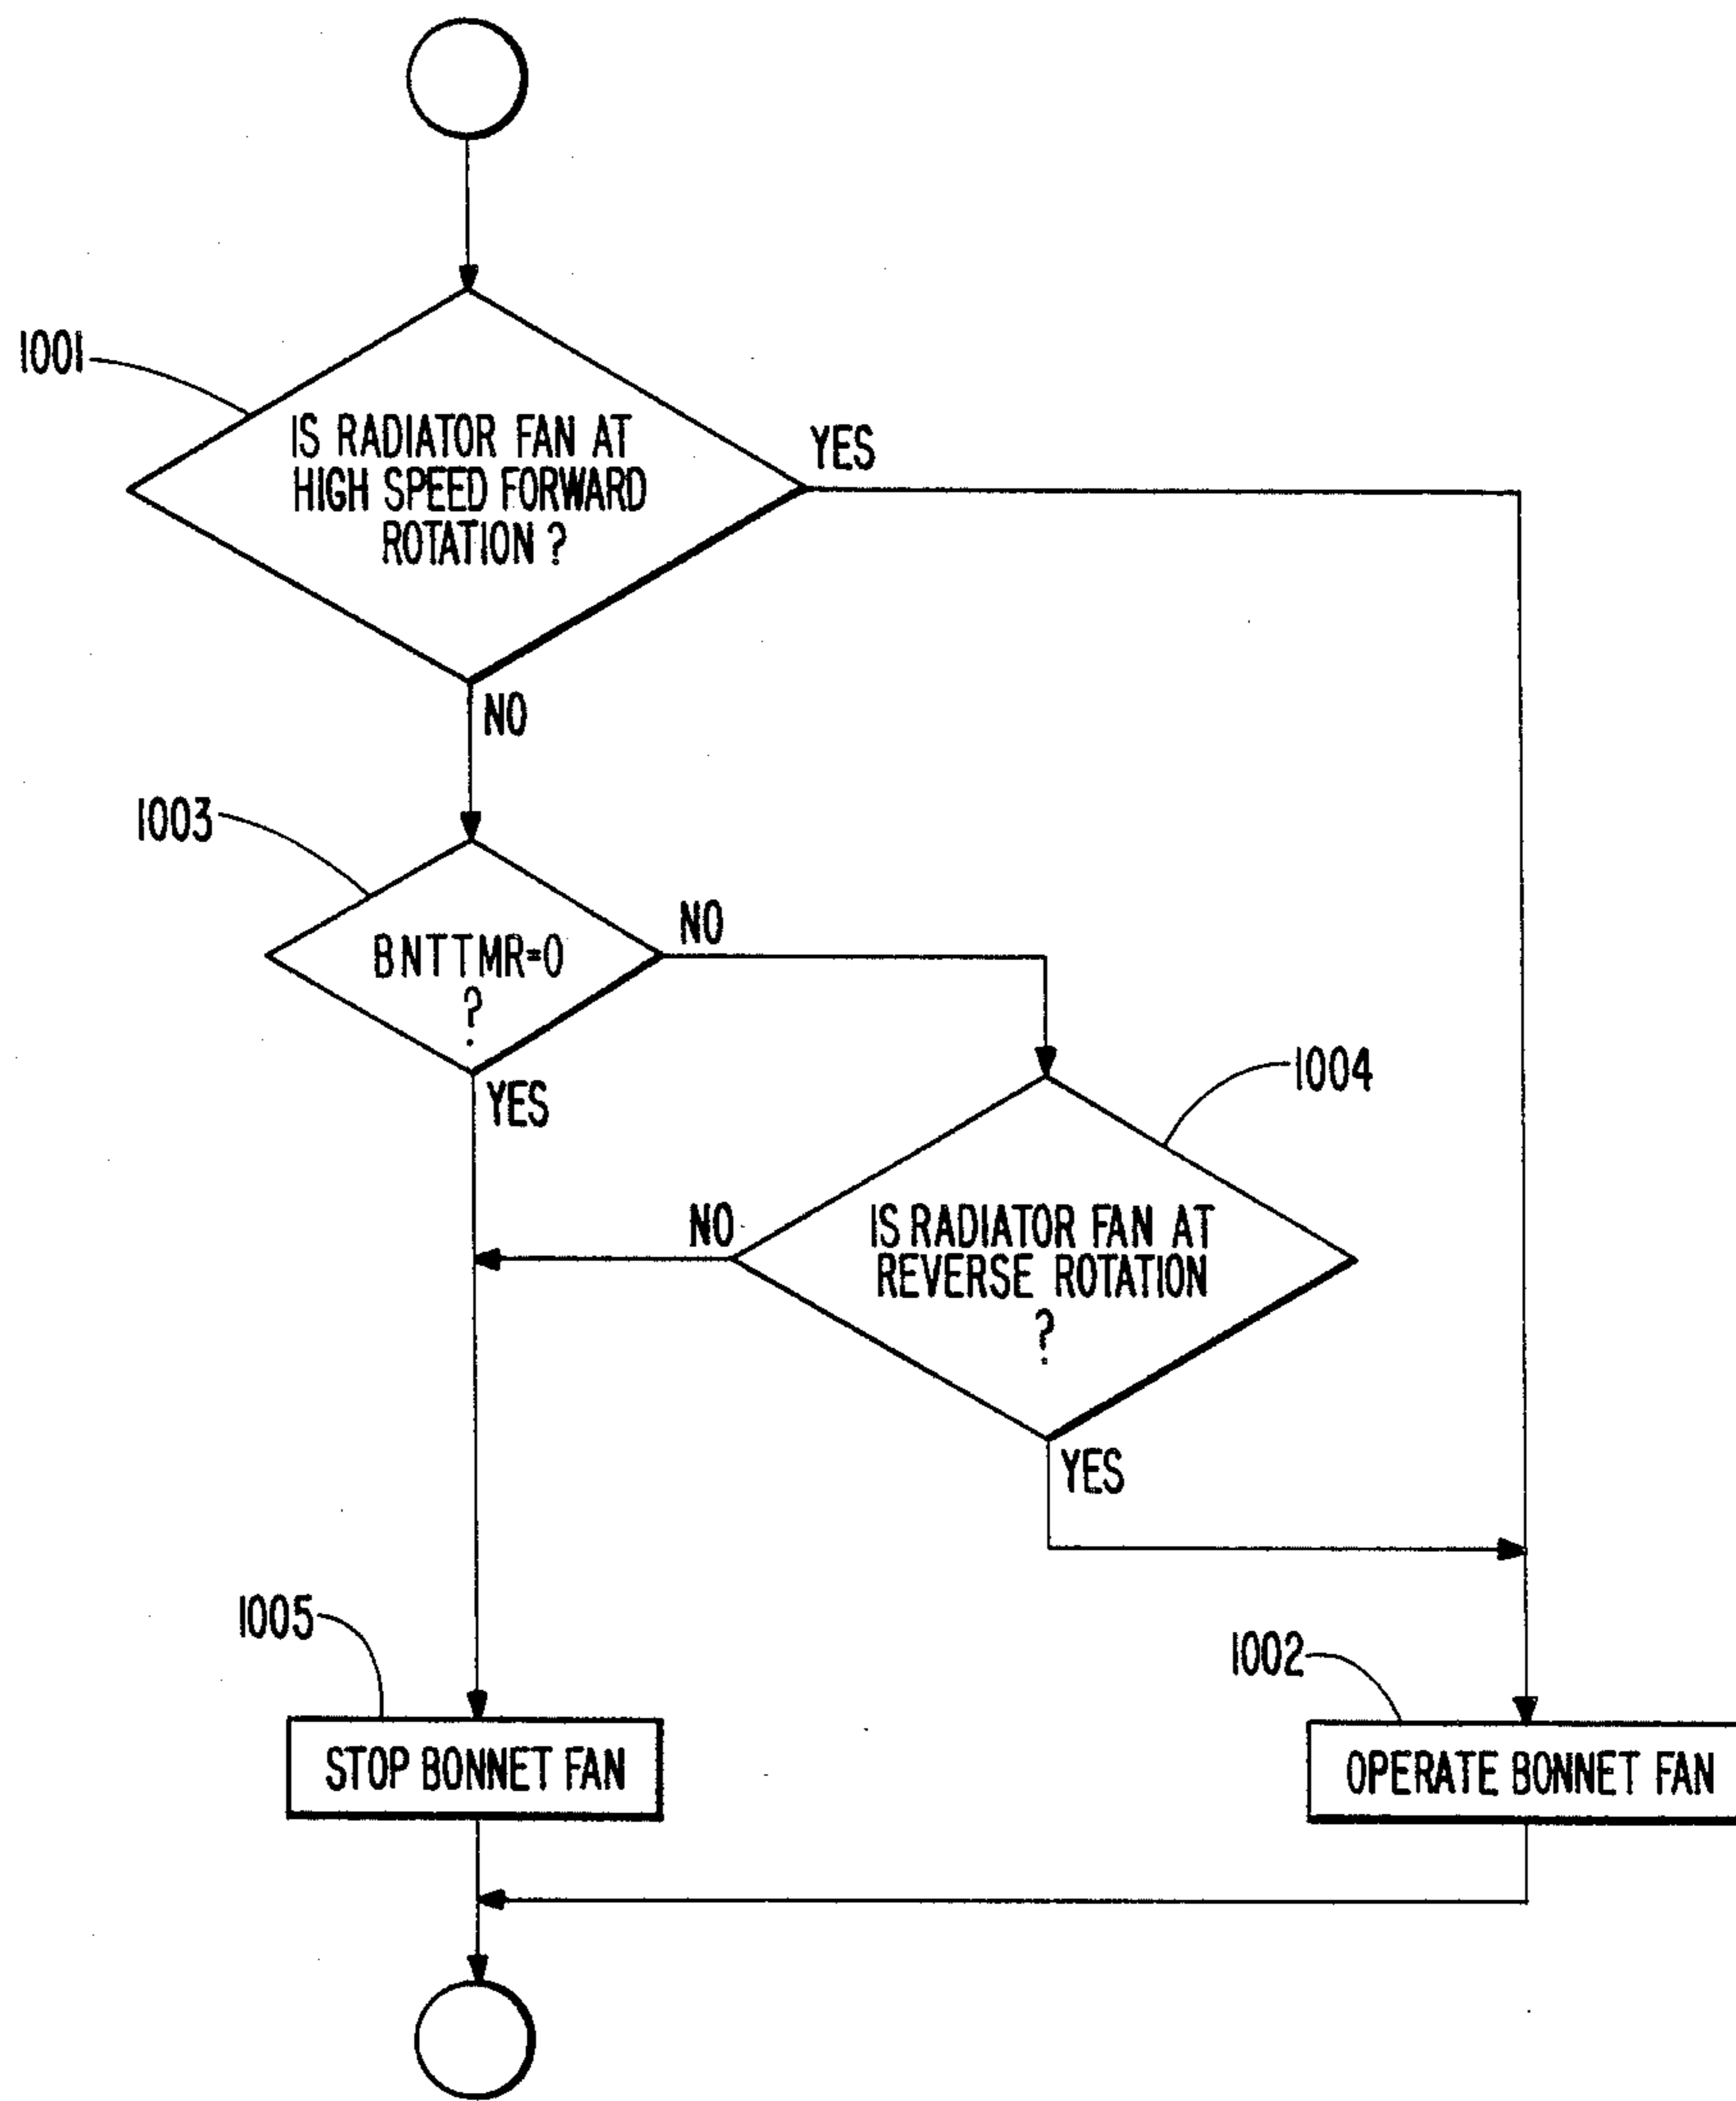 1001
IS RADIATOR FAN AT
HIGH SPEED FORWARD
ROTATION ?
YES
NO
1003
BNTTMR=0
?
NO
YES
1004
IS RADIATOR FAN AT
REVERSE ROTATION
?
NO
YES
1005
STOP BONNET FAN
1002
OPERATE BONNET FAN